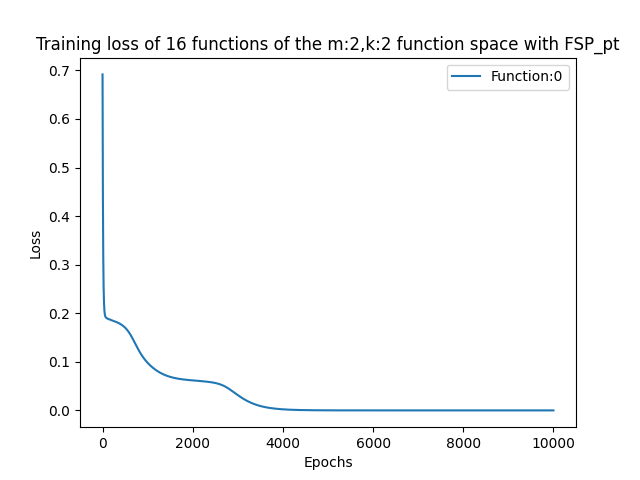 Training loss of 16 functions of the m:2,k:2 function space with FSP_pt
Function:0
Loss
0.7
0.6
0.5
0.4
0.3
0.2
0.1
0.0
0 2000 4000 6000 8000 10000
Epochs